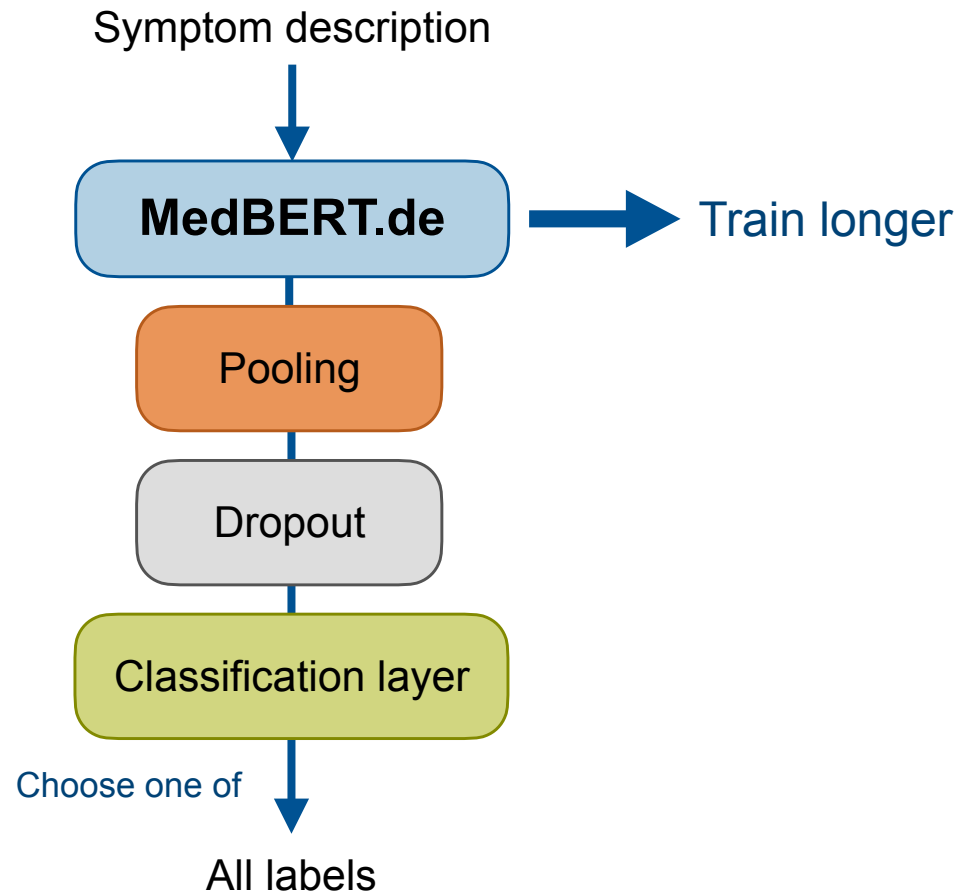 Symptom description
MedBERT.de
Train longer
Pooling
Dropout
Classification layer
Choose one of
All labels